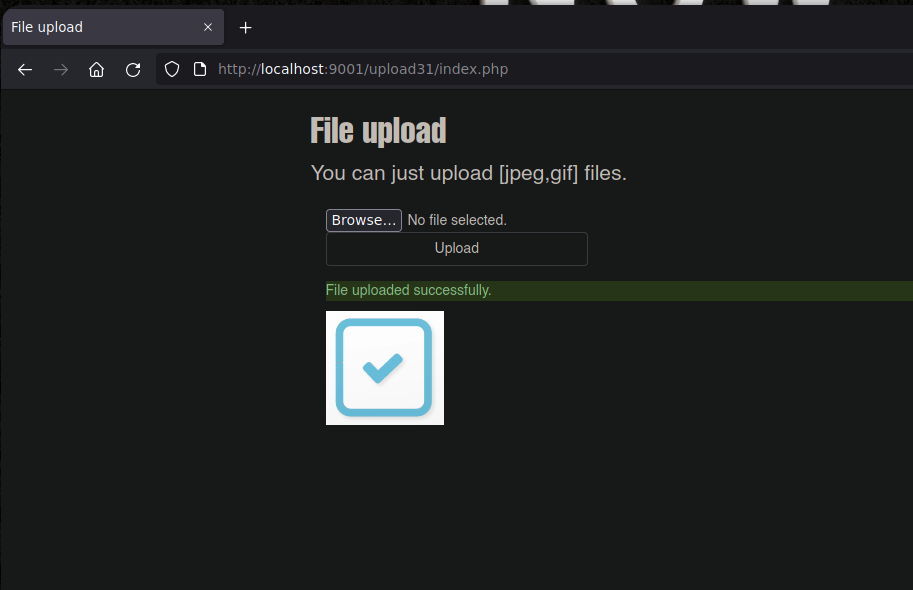 File upload
http://localhost:9001/upload31/index.php
File upload
You can just upload [jpeg,gif] files.
Browse... No file selected.
Upload
File uploaded successfully.